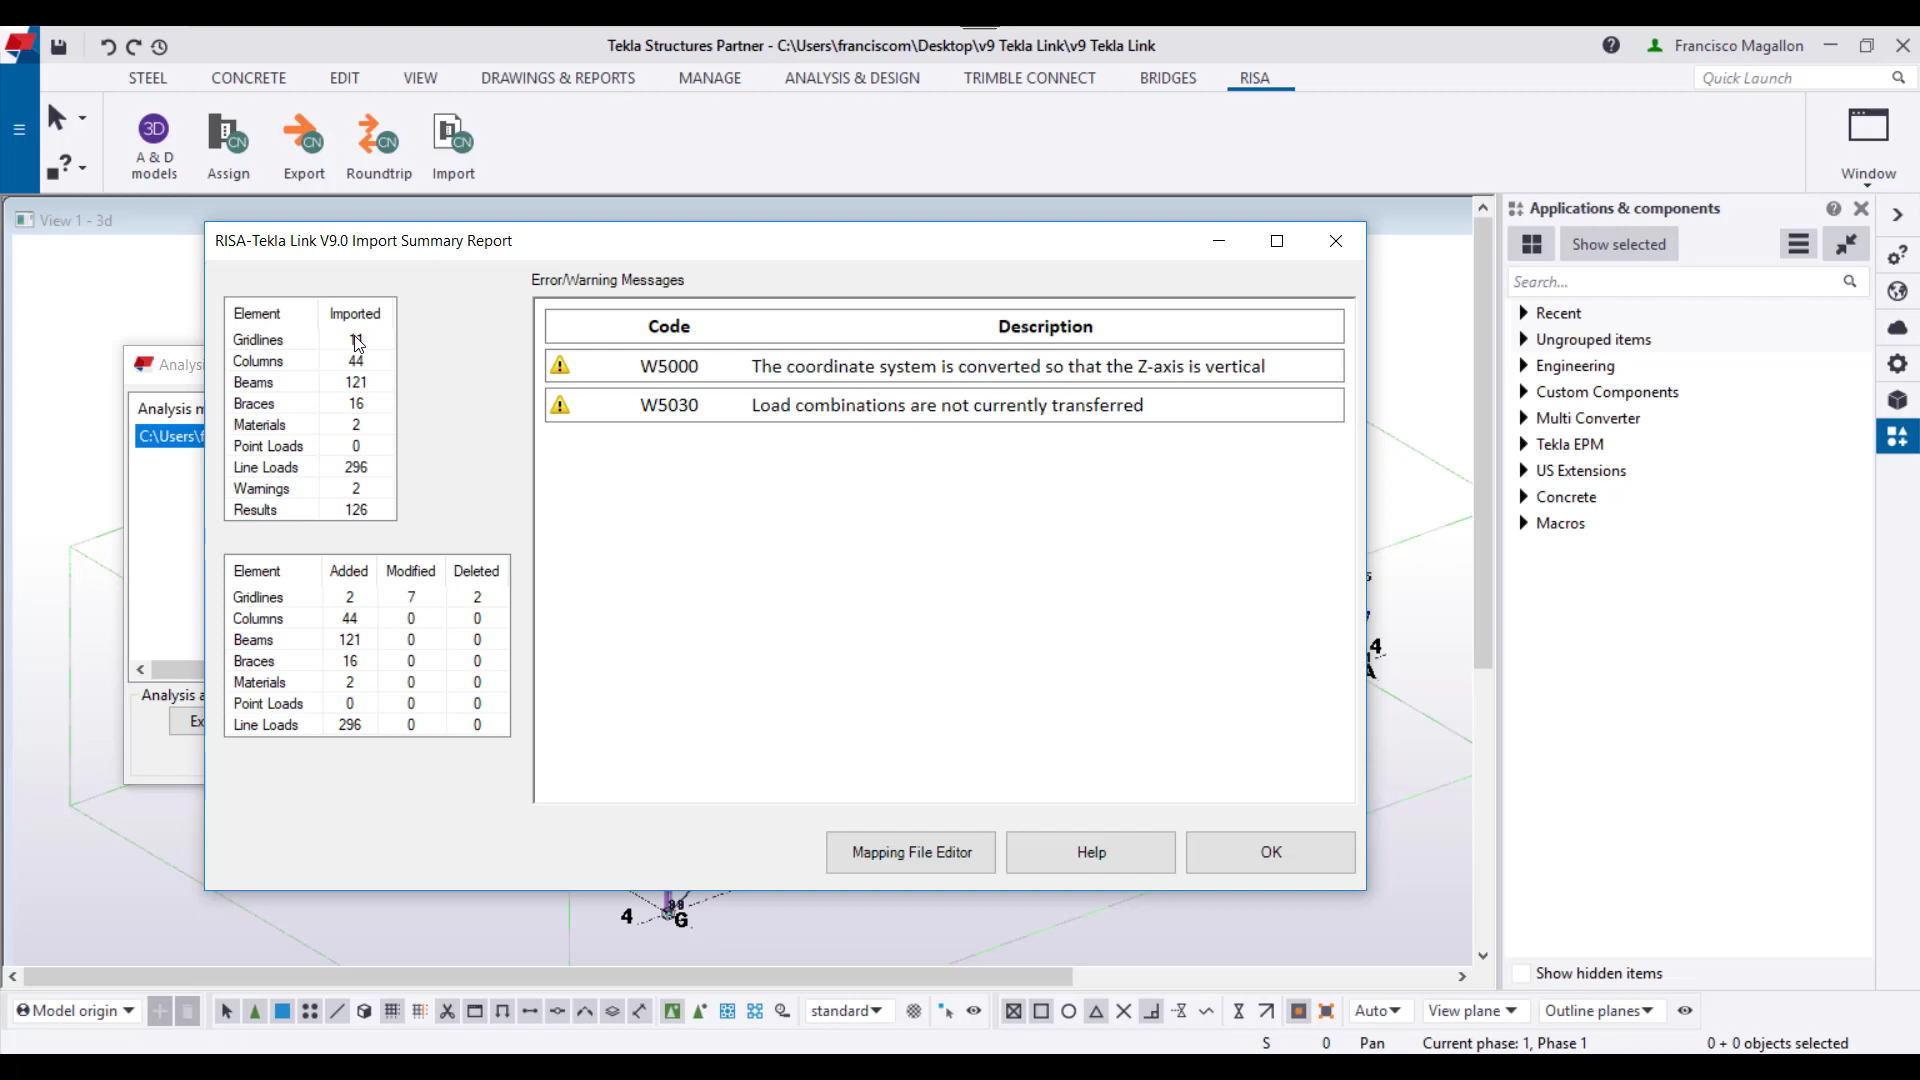 Tekla Structures Partner - C:\Users\franciscom\Desktop\v9 Tekla Link\v9 Tekla Link
Francisco Magallon
STEEL CONCRETE EDIT VIEW DRAWINGS & REPORTS MANAGE ANALYSIS & DESIGN TRIMBLE CONNECT BRIDGES RISA
Quick Launch
3D CN CN CN CN
A & D models Assign Export Roundtrip Import Window
View 1 - 3d
RISA-Tekla Link V9.0 Import Summary Report
Error/Warning Messages
Element Imported
Gridlines
Columns 44
Beams 121
Braces 16
Materials 2
Point Loads 0
Line Loads 296
Warnings 2
Results 126
Element Added Modified Deleted
Gridlines 2 7 2
Columns 44 0 0
Beams 121 0 0
Braces 16 0 0
Materials 2 0 0
Point Loads 0 0 0
Line Loads 296 0 0
Code Description
W5000 The coordinate system is converted so that the Z-axis is vertical
W5030 Load combinations are not currently transferred
Mapping File Editor Help OK
Analysis m
C:\Users\f
Analysis a
Ex
4
4 G
Applications & components
Show selected
Search...
Recent
Ungrouped items
Engineering
Custom Components
Multi Converter
Tekla EPM
US Extensions
Concrete
Macros
Show hidden items
Model origin standard Auto View plane Outline planes
S 0 Pan Current phase: 1, Phase 1 0 + 0 objects selected